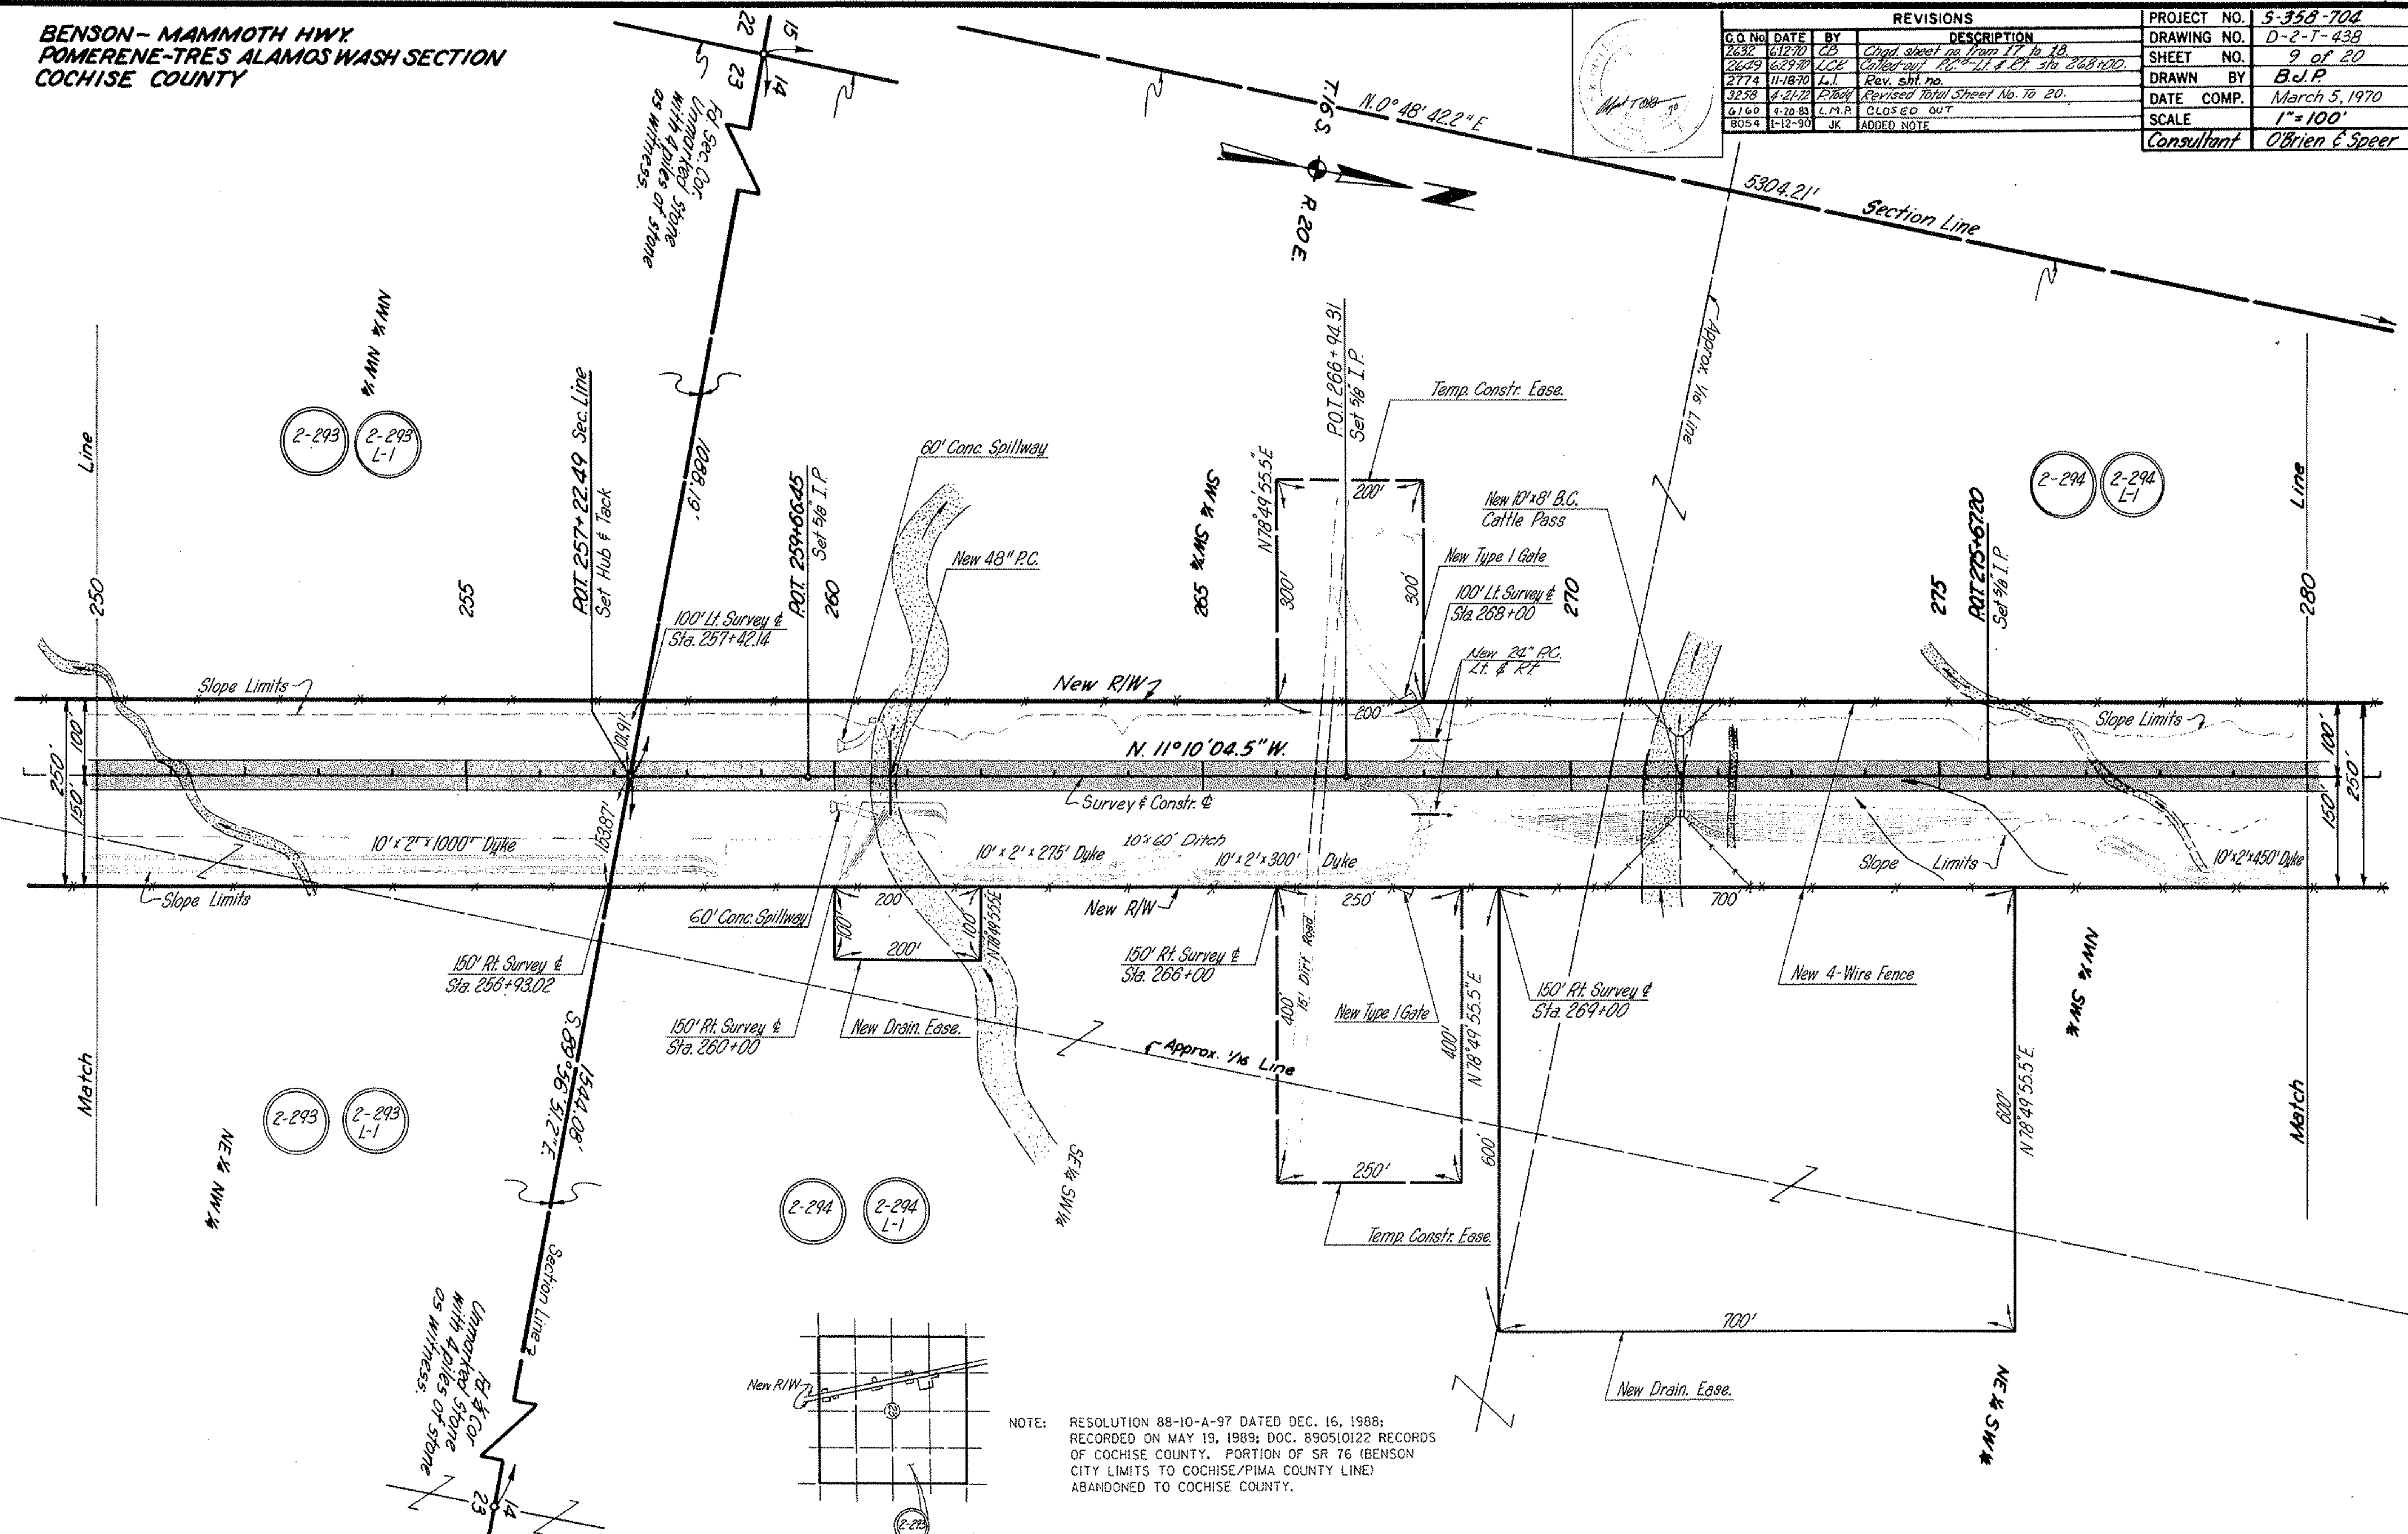 BENSON-MAMMOTH HWY.
POMERENE-TRES ALAMOS WASH SECTION
COCHISE COUNTY
REVISIONS
C.O. No. DATE BY DESCRIPTION
2632 6-12-70 CB Chgd. sheet no. from 17 to 18.
2649 6-29-70 LCK Called-out P.C. Lt. & Rt. sta. 268+00.
2774 11-18-70 L.I. Rev. sht. no.
3258 4-21-72 P.Todd Revised Total Sheet No. To 20.
6160 4-20-83 L.M.P. CLOSED OUT
8054 1-12-90 JK ADDED NOTE
PROJECT NO. S-358-704
DRAWING NO. D-2-T-438
SHEET NO. 9 of 20
DRAWN BY B.J.P.
DATE COMP. March 5, 1970
SCALE 1"=100'
Consultant O'Brien & Speer
22
15
23
14
Fd. Sec. Cor.
Unmarked Stone
with 4 piles of stone
as witness.
T.16 S.
R.20 E.
N
N. 0° 48' 42.2" E
5304.21'
Section Line
Approx. 1/16 Line
NW¼ NW¼
2-293
2-293
L-1
Line
250
255
P.O.T. 257+22.49 Sec. Line
Set Hub & Tack
1088.19'
100' Lt. Survey ℄
Sta. 257+42.14
P.O.T. 259+66.45
Set 5/8" I.P.
260
60' Conc. Spillway
New 48" P.C.
265
SW¼ SW¼
N78°49'55.5"E
300'
200'
300'
200'
P.O.T. 266+94.31
Set 5/8" I.P.
Temp. Constr. Ease.
New 10'x8' B.C.
Cattle Pass
New Type 1 Gate
100' Lt. Survey ℄
Sta. 268+00
New 24" P.C.
Lt. & Rt.
270
275
P.O.T. 275+67.20
Set 5/8" I.P.
2-294
2-294
L-1
Line
280
Slope Limits
New R/W
Slope Limits
250'
100'
150'
101.91'
153.87'
N. 11°10'04.5" W.
Survey & Constr. ℄
100'
150'
250'
10' x 2' x 1000' Dyke
10' x 2' x 275' Dyke
10' x 60' Ditch
10' x 2' x 300' Dyke
Slope Limits
10'x2'x450' Dyke
Slope Limits
60' Conc. Spillway
200'
100'
100'
200'
N78°49'55.5"E
New R/W
250'
700'
150' Rt. Survey ℄
Sta. 256+93.02
150' Rt. Survey ℄
Sta. 260+00
New Drain. Ease.
150' Rt. Survey ℄
Sta. 266+00
400'
16' Dirt Road
New Type 1 Gate
400'
N78°49'55.5"E
150' Rt. Survey ℄
Sta. 269+00
New 4-Wire Fence
NW¼ SW¼
Approx. 1/16 Line
Match
2-293
2-293
L-1
NE¼ NW¼
1544.08'
S. 89°56'51.2" E.
2-294
2-294
L-1
SE¼ SW¼
250'
Temp. Constr. Ease.
600'
600'
N78°49'55.5"E.
Match
700'
New Drain. Ease.
NE¼ SW¼
Section Line
Fd. ¼ Cor
Unmarked Stone
with 4 piles of stone
as witness.
14
23
New R/W
23
2-293
NOTE: RESOLUTION 88-10-A-97 DATED DEC. 16, 1988;
RECORDED ON MAY 19, 1989; DOC. 890510122 RECORDS
OF COCHISE COUNTY. PORTION OF SR 76 (BENSON
CITY LIMITS TO COCHISE/PIMA COUNTY LINE)
ABANDONED TO COCHISE COUNTY.